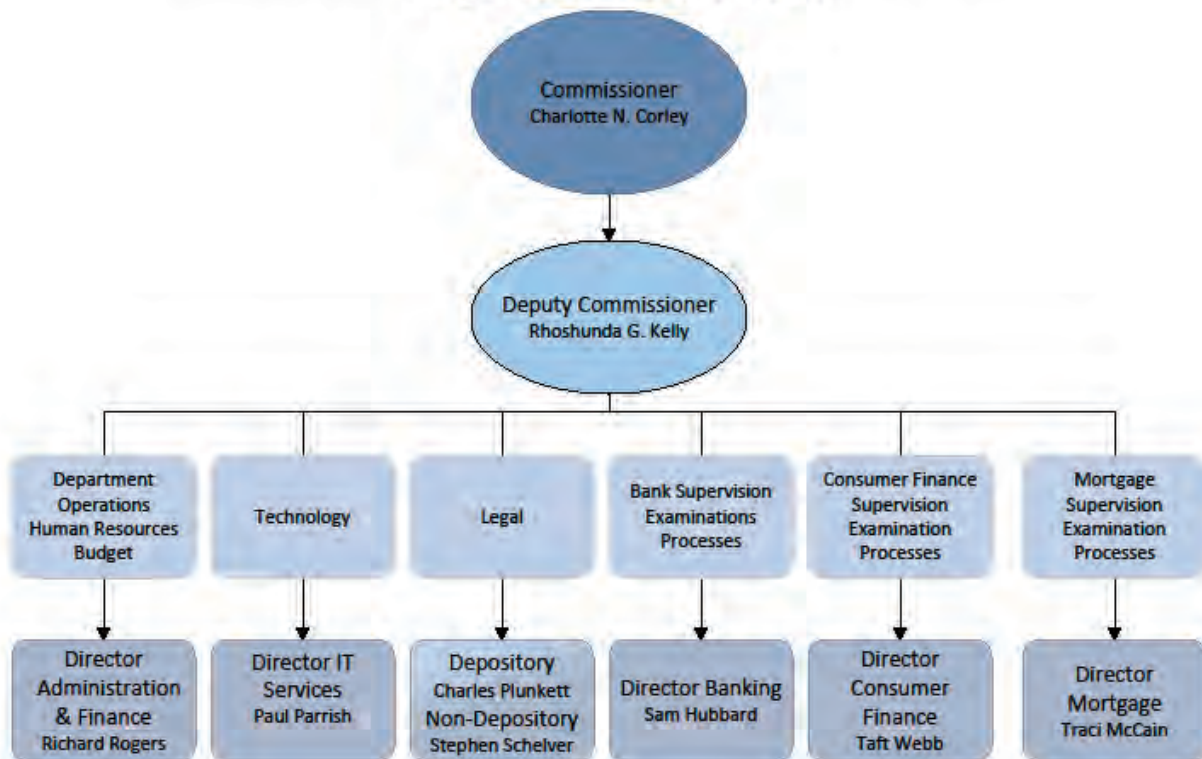 Commissioner
Charlotte N. Corley
Deputy Commissioner
Rhoshunda G. Kelly
Department
Operations
Human Resources
Budget
Technology
Legal
Bank Supervision
Examinations
Processes
Consumer Finance
Supervision
Examination
Processes
Mortgage
Supervision
Examination
Processes
Director
Administration
& Finance
Richard Rogers
Director IT
Services
Paul Parrish
Depository
Charles Plunkett
Non-Depository
Stephen Schelver
Director Banking
Sam Hubbard
Director
Consumer
Finance
Taft Webb
Director
Mortgage
Traci McCain